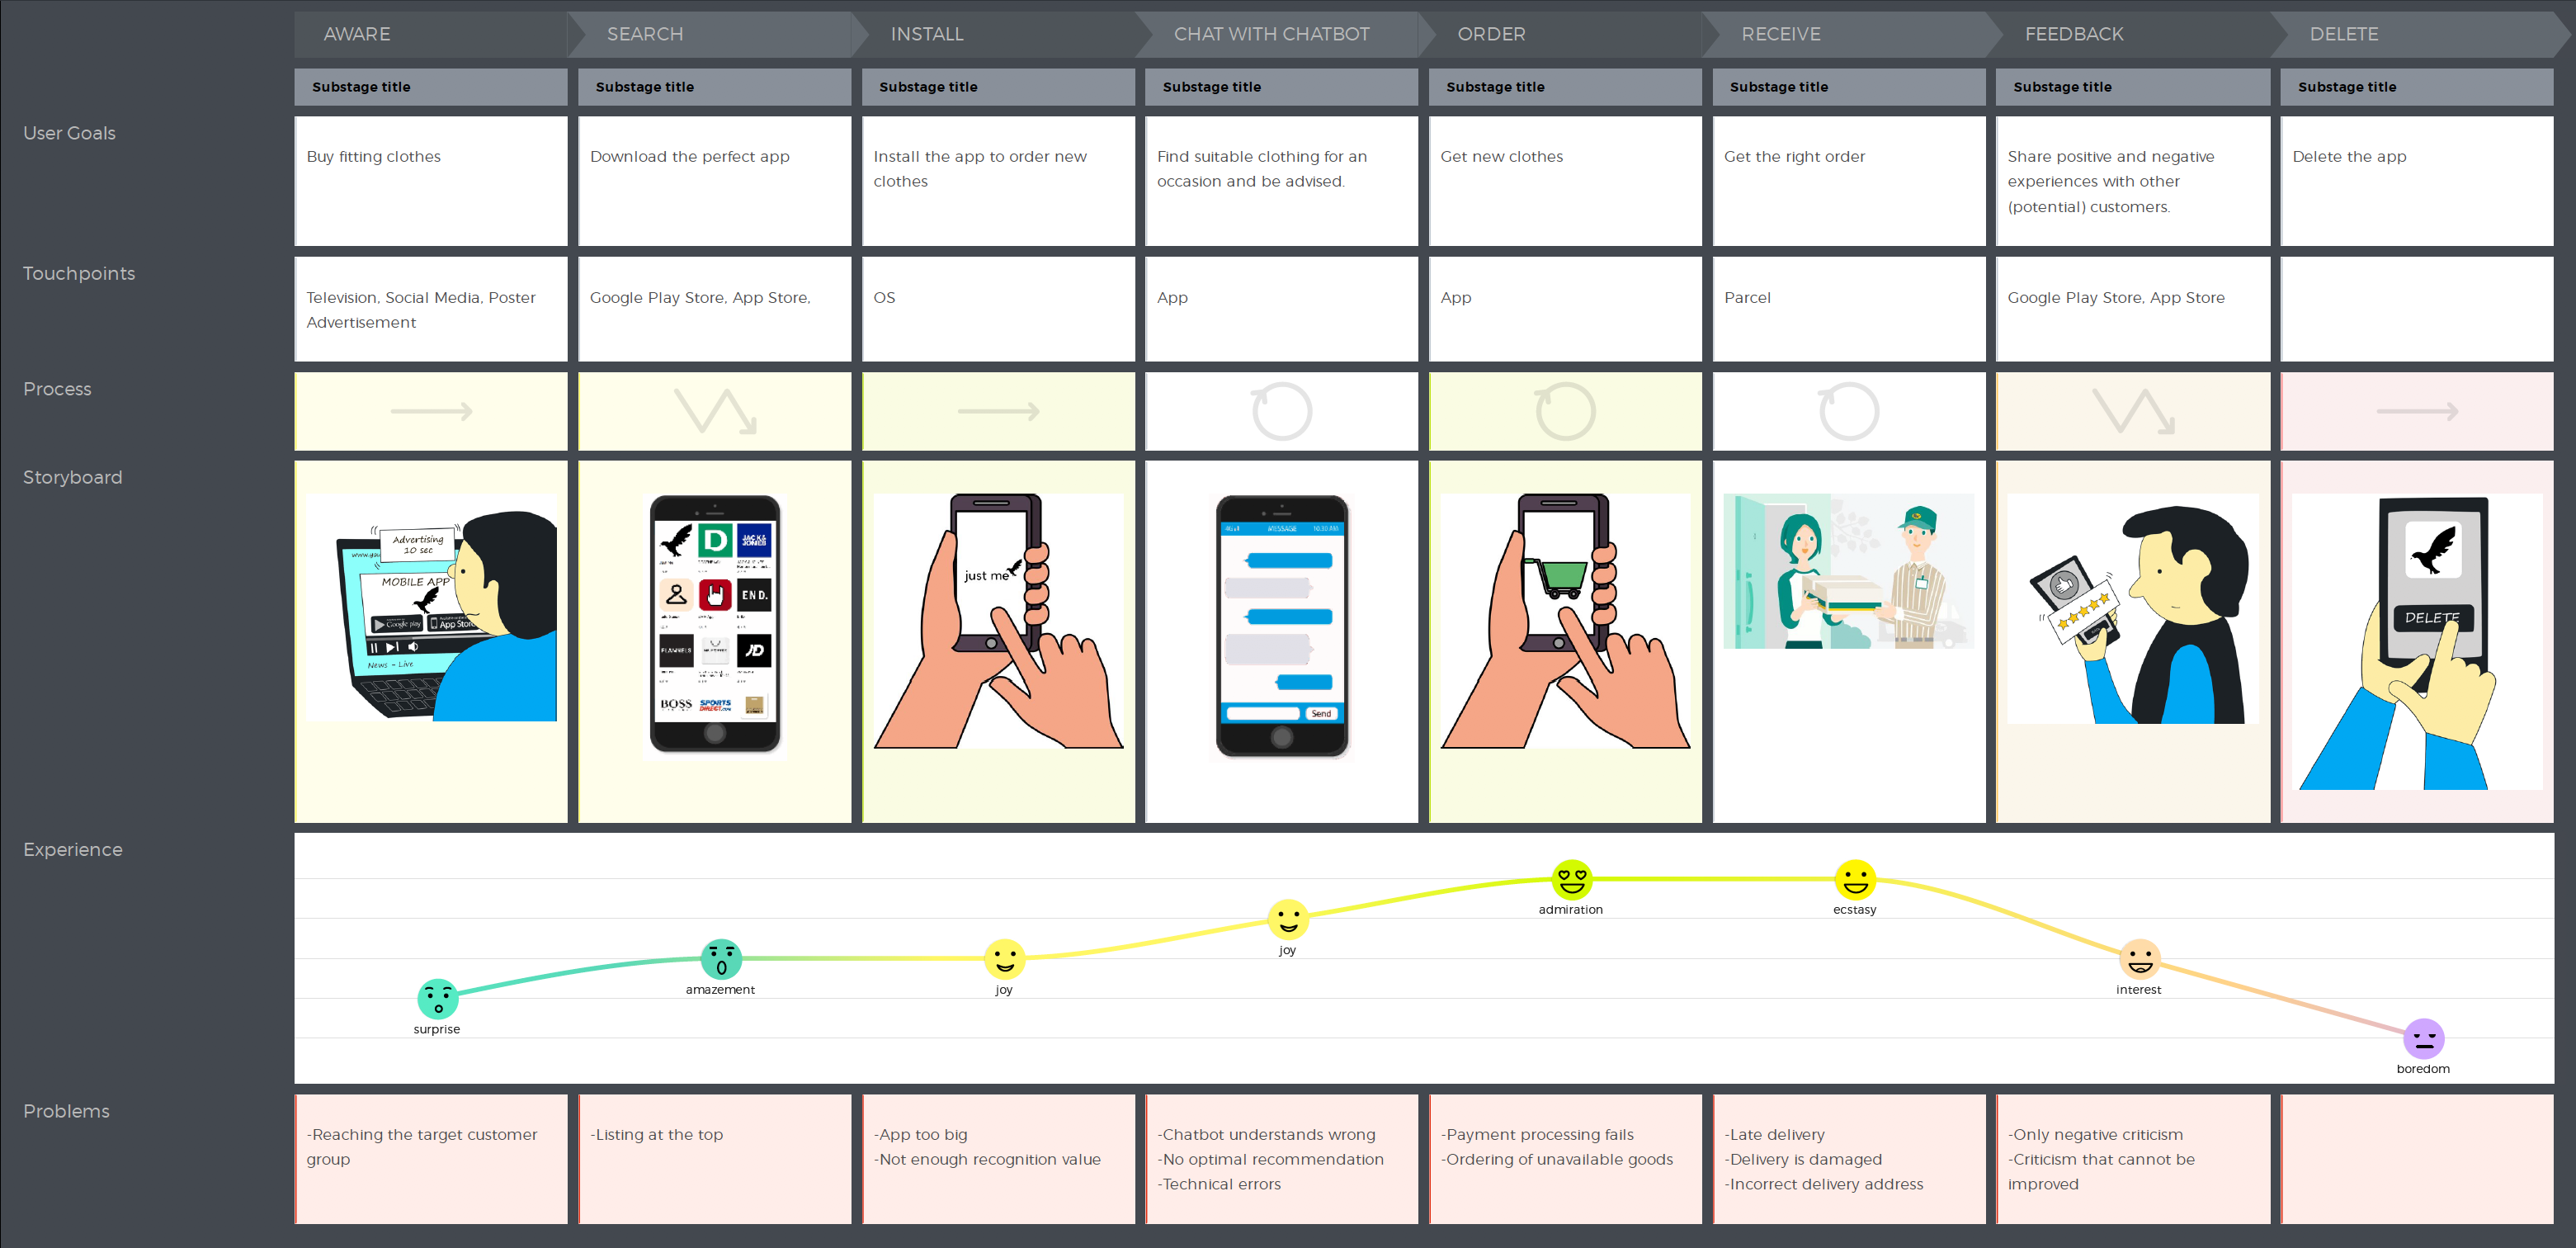 AWARE
SEARCH
INSTALL
CHAT WITH CHATBOT
ORDER
RECEIVE
FEEDBACK
DELETE
Substage title
Substage title
Substage title
Substage title
Substage title
Substage title
Substage title
Substage title
User Goals
Buy fitting clothes
Download the perfect app
Install the app to order new
clothes
Find suitable clothing for an
occasion and be advised.
Get new clothes
Get the right order
Share positive and negative
experiences with other
(potential) customers.
Delete the app
Touchpoints
Television, Social Media, Poster
Advertisement
Google Play Store, App Store,
OS
App
App
Parcel
Google Play Store, App Store
Process
Storyboard
Advertising
10 sec
MOBILE APP
Google play
App Store
News - Live
D
JACK &
JONES
END.
FLANNELS
JD
BOSS
SPORTS
DIRECT.com
just me
MESSAGE
10:30 AM
Send
DELETE
Experience
surprise
amazement
joy
joy
admiration
ecstasy
interest
boredom
Problems
-Reaching the target customer
group
-Listing at the top
-App too big
-Not enough recognition value
-Chatbot understands wrong
-No optimal recommendation
-Technical errors
-Payment processing fails
-Ordering of unavailable goods
-Late delivery
-Delivery is damaged
-Incorrect delivery address
-Only negative criticism
-Criticism that cannot be
improved